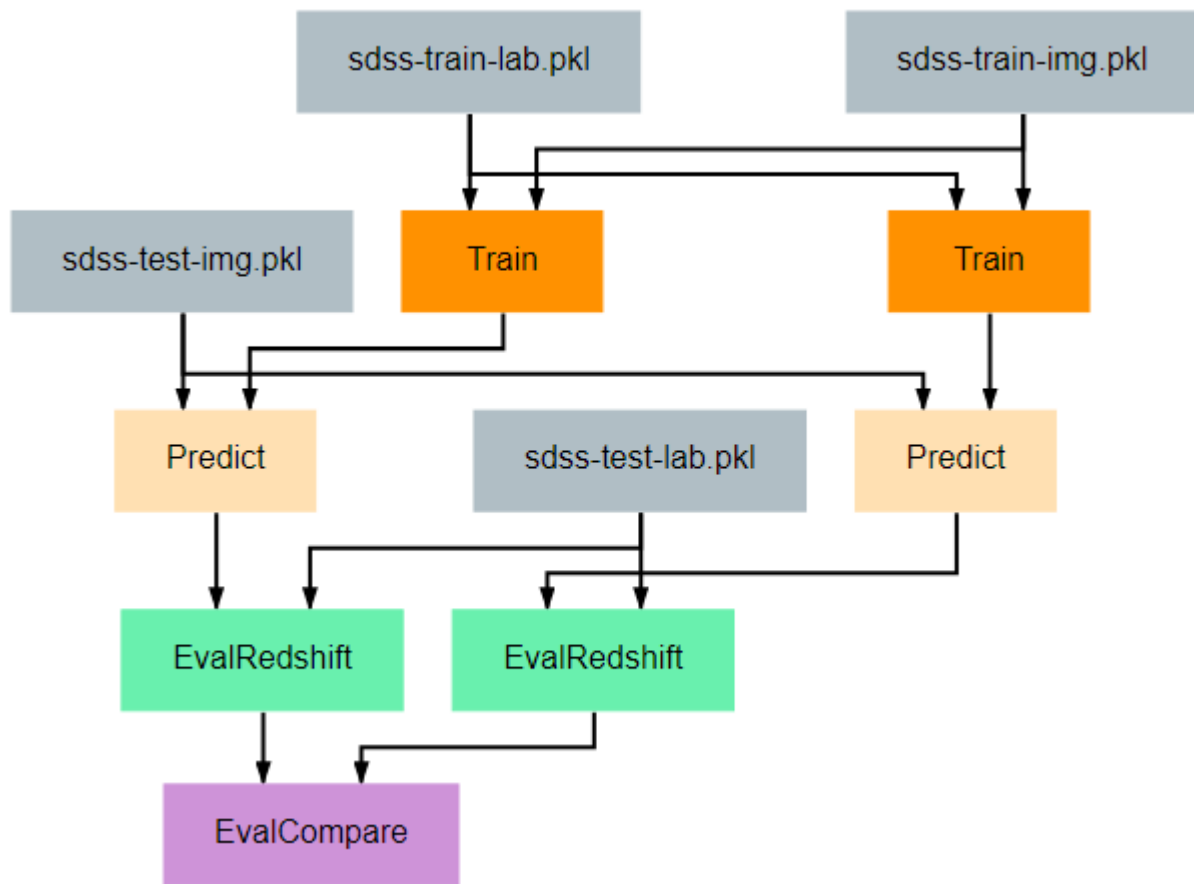 sdss-train-lab.pkl
sdss-train-img.pkl
sdss-test-img.pkl
Train
Train
Predict
sdss-test-lab.pkl
Predict
EvalRedshift
EvalRedshift
EvalCompare